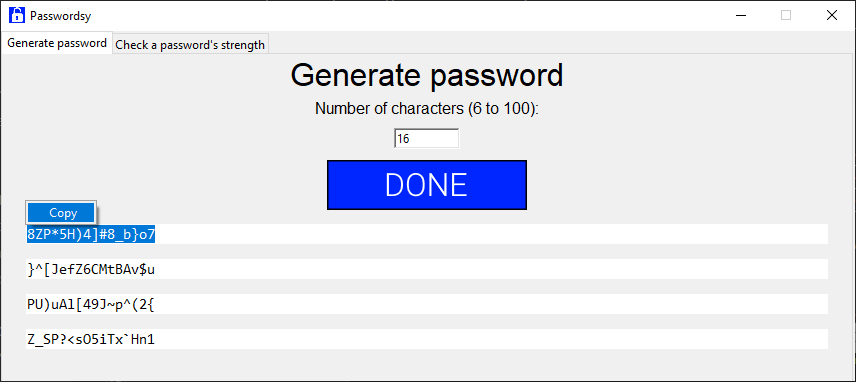 Passwordsy
Generate password
Check a password's strength
Generate password
Number of characters (6 to 100):
16
DONE
Copy
8ZP*5H)4]#8_b}o7
}^[JefZ6CMtBAv$u
PU)uAl[49J~p^(2{
Z_SP?<sO5iTx`Hn1